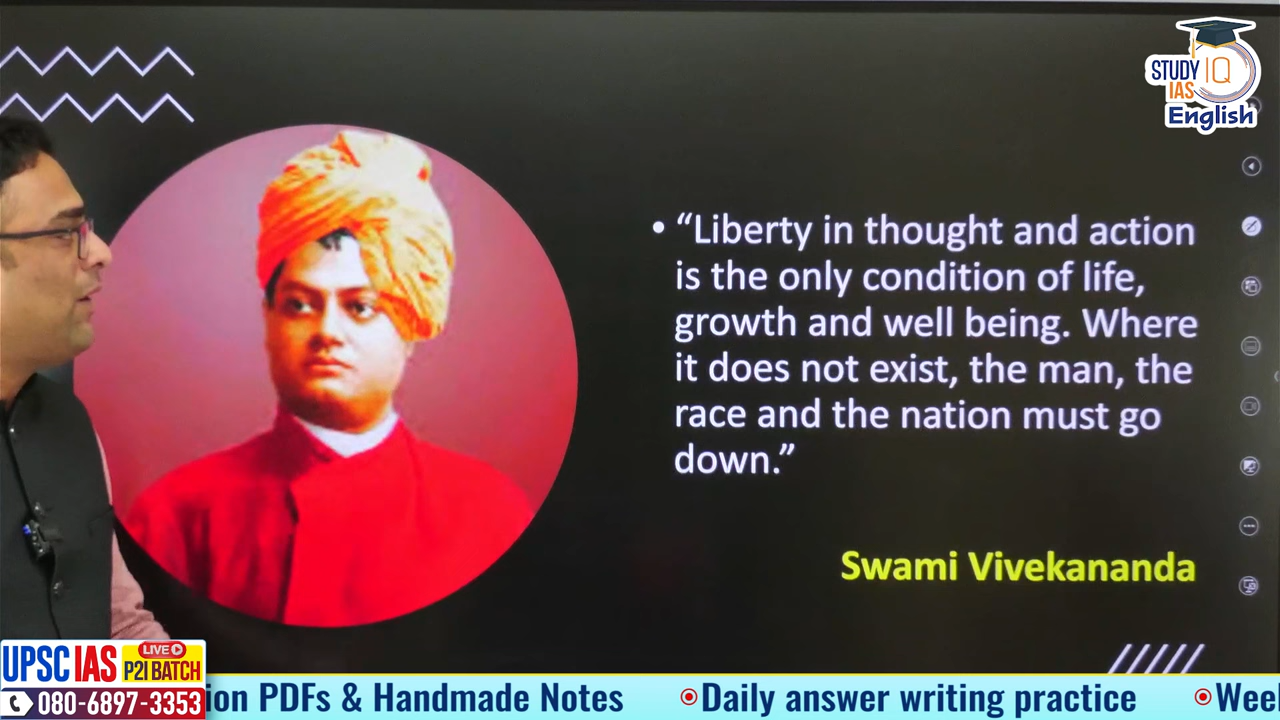 STUDY IQ
IAS
English
• “Liberty in thought and action
is the only condition of life,
growth and well being. Where
it does not exist, the man, the
race and the nation must go
down.”
Swami Vivekananda
UPSC IAS
LIVE
P2I BATCH
080-6897-3353
ion PDFs & Handmade Notes
Daily answer writing practice
Weel